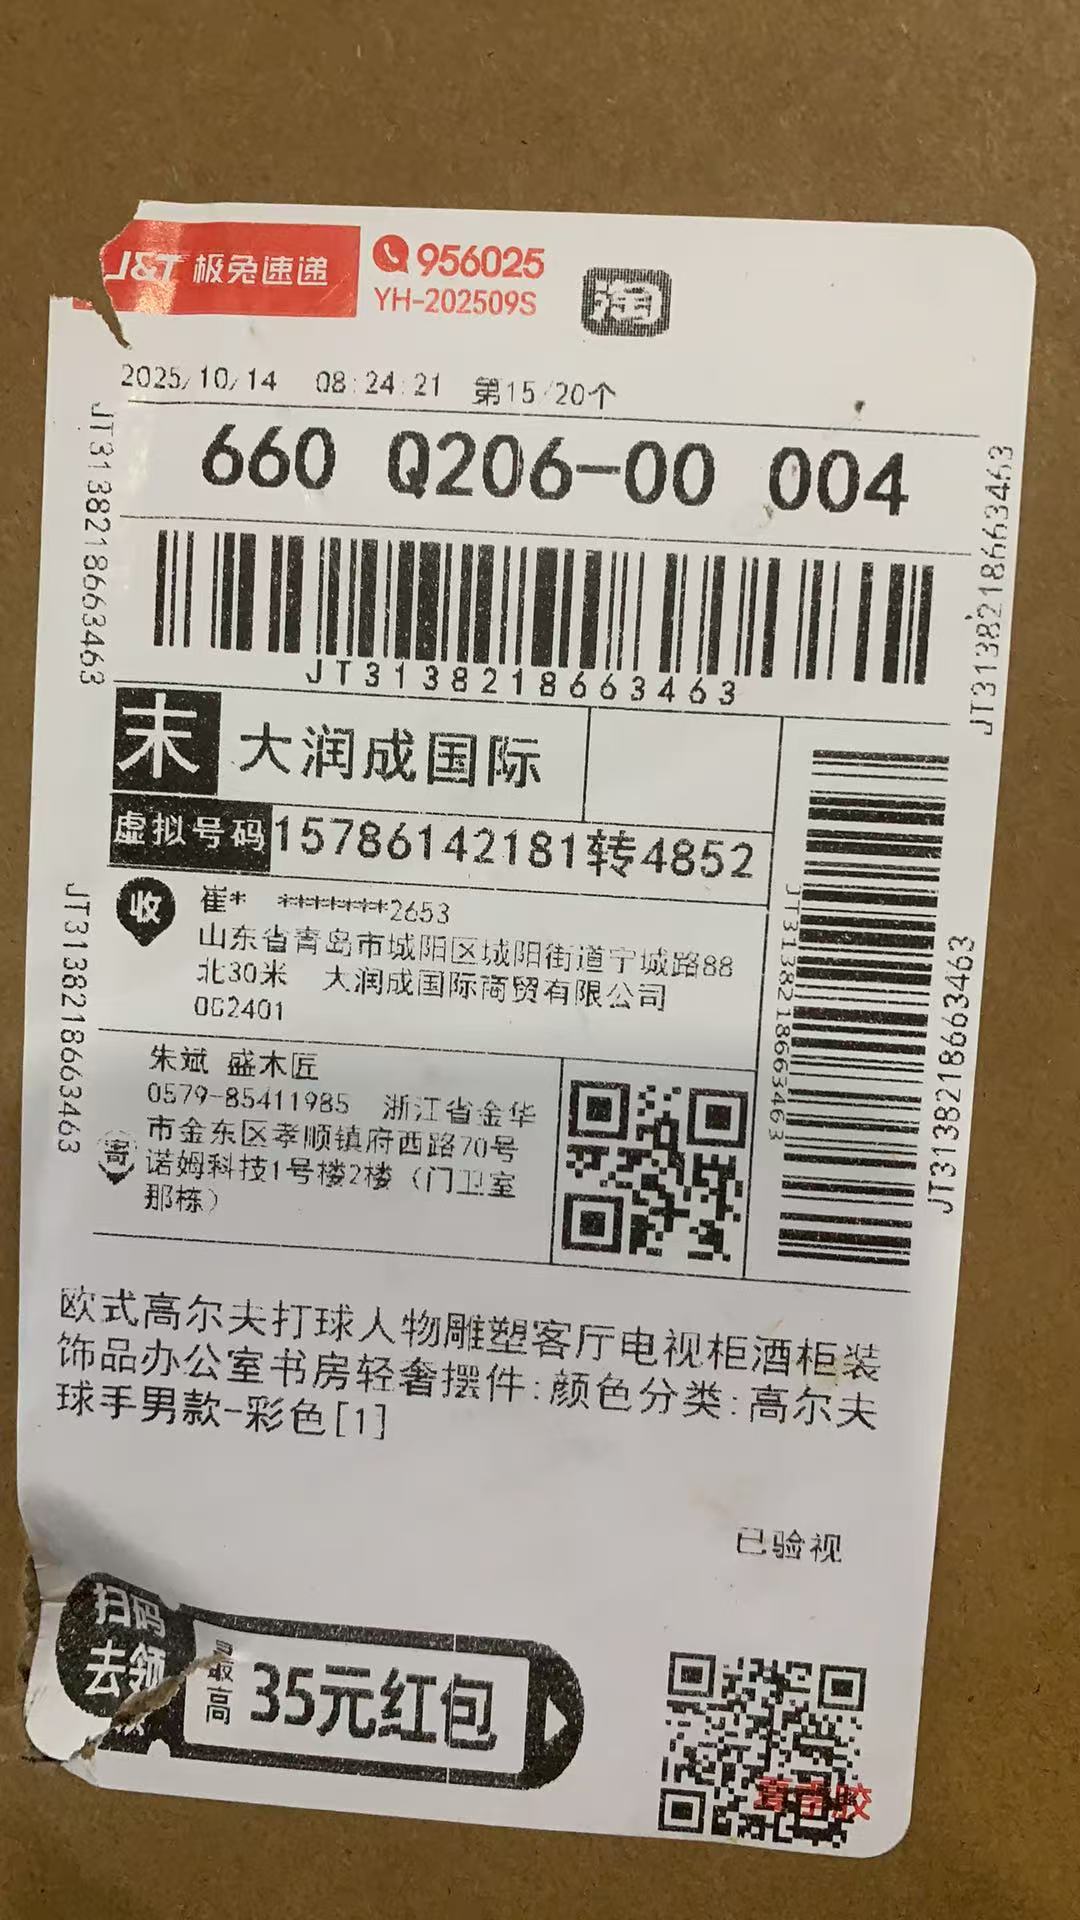 J&T 极兔速递
956025
YH-202509S
淘
2025/10/14 08:24:21 第15/20个
660 Q206-00 004
JT3138218663463
JT3138218663463
JT3138218663463
末 大润成国际
虚拟号码 15786142181转4852
收 崔* *******2653
山东省青岛市城阳区城阳街道宁城路88
北30米 大润成国际商贸有限公司
062401
JT3138218663463
JT3138218663463
JT3138218663463
朱斌 盛木匠
0579-85411985 浙江省金华
市金东区孝顺镇府西路70号
寄 诺姆科技1号楼2楼（门卫室
那栋）
欧式高尔夫打球人物雕塑客厅电视柜酒柜装
饰品办公室书房轻奢摆件:颜色分类:高尔夫
球手男款-彩色[1]
已验视
扫码
去领
最高
35元红包